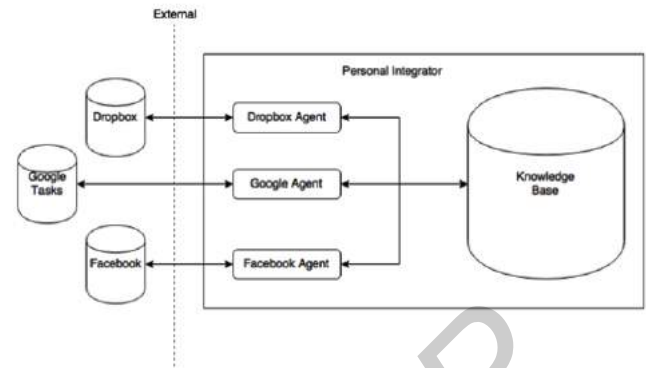 External
Personal Integrator
Dropbox
Dropbox Agent
Google
Tasks
Google Agent
Knowledge
Base
Facebook
Facebook Agent